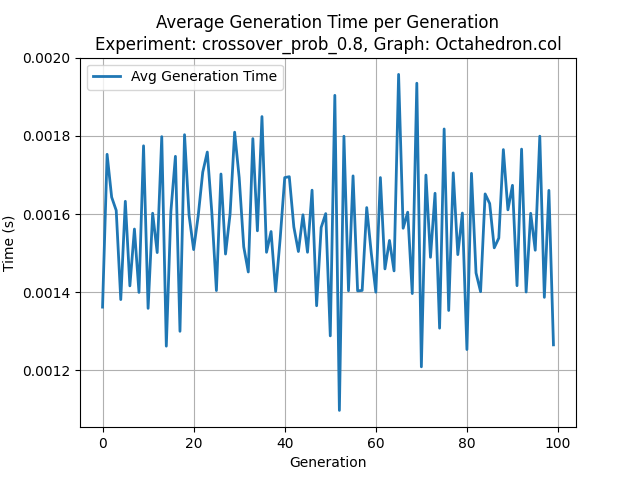 Average Generation Time per Generation
Experiment: crossover_prob_0.8, Graph: Octahedron.col
Avg Generation Time
0.0020
0.0018
0.0016
0.0014
0.0012
Time (s)
0 20 40 60 80 100
Generation